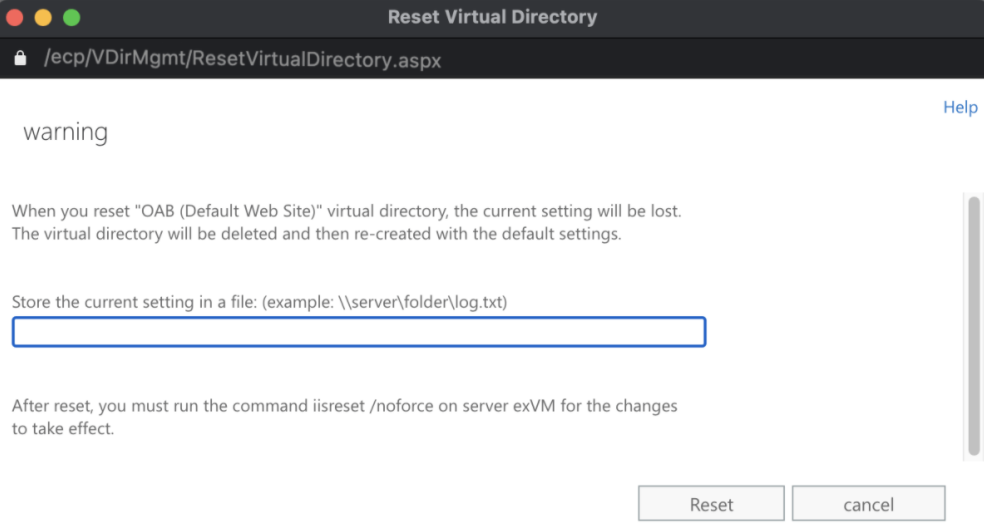 Reset Virtual Directory
/ecp/VDirMgmt/ResetVirtualDirectory.aspx
Help
warning
When you reset "OAB (Default Web Site)" virtual directory, the current setting will be lost.
The virtual directory will be deleted and then re-created with the default settings.
Store the current setting in a file: (example: \\server\folder\log.txt)
After reset, you must run the command iisreset /noforce on server exVM for the changes
to take effect.
Reset
cancel